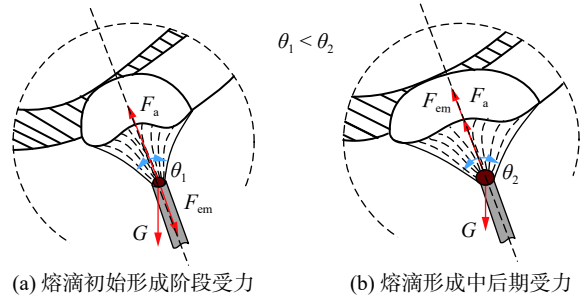 θ₁ < θ₂
Fₐ
θ₁
Fₑₘ
G
Fₑₘ
Fₐ
θ₂
G
(a) 熔滴初始形成阶段受力
(b) 熔滴形成中后期受力